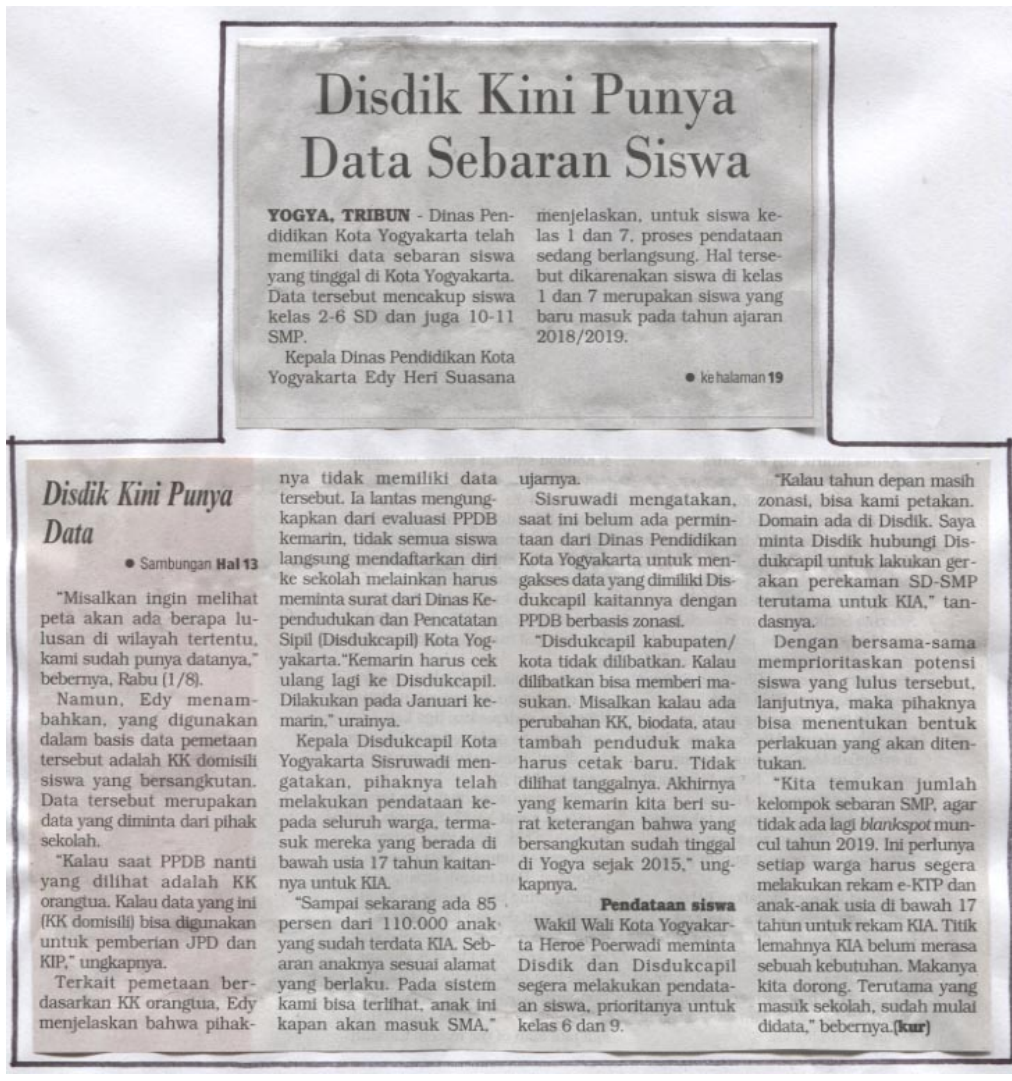 Disdik Kini Punya
Data Sebaran Siswa
YOGYA, TRIBUN - Dinas Pen-
didikan Kota Yogyakarta telah
memiliki data sebaran siswa
yang tinggal di Kota Yogyakarta.
Data tersebut mencakup siswa
kelas 2-6 SD dan juga 10-11
SMP.
Kepala Dinas Pendidikan Kota
Yogyakarta Edy Heri Suasana
menjelaskan, untuk siswa ke-
las 1 dan 7, proses pendataan
sedang berlangsung. Hal terse-
but dikarenakan siswa di kelas
1 dan 7 merupakan siswa yang
baru masuk pada tahun ajaran
2018/2019.
● ke halaman 19
Disdik Kini Punya
Data
● Sambungan Hal 13
"Misalkan ingin melihat
peta akan ada berapa lu-
lusan di wilayah tertentu,
kami sudah punya datanya,"
bebernya, Rabu (1/8).
Namun, Edy menam-
bahkan, yang digunakan
dalam basis data pemetaan
tersebut adalah KK domisili
siswa yang bersangkutan.
Data tersebut merupakan
data yang diminta dari pihak
sekolah.
"Kalau saat PPDB nanti
yang dilihat adalah KK
orangtua. Kalau data yang ini
(KK domisili) bisa digunakan
untuk pemberian JPD dan
KIP," ungkapnya.
Terkait pemetaan ber-
dasarkan KK orangtua, Edy
menjelaskan bahwa pihak-
nya tidak memiliki data
tersebut. Ia lantas mengung-
kapkan dari evaluasi PPDB
kemarin, tidak semua siswa
langsung mendaftarkan diri
ke sekolah melainkan harus
meminta surat dari Dinas Ke-
pendudukan dan Pencatatan
Sipil (Disdukcapil) Kota Yog-
yakarta."Kemarin harus cek
ulang lagi ke Disdukcapil.
Dilakukan pada Januari ke-
marin," urainya.
Kepala Disdukcapil Kota
Yogyakarta Sisruwadi men-
gatakan, pihaknya telah
melakukan pendataan ke-
pada seluruh warga, terma-
suk mereka yang berada di
bawah usia 17 tahun kaitan-
nya untuk KIA.
"Sampai sekarang ada 85
persen dari 110.000 anak
yang sudah terdata KIA. Seb-
aran anaknya sesuai alamat
yang berlaku. Pada sistem
kami bisa terlihat, anak ini
kapan akan masuk SMA,"
ujarnya.
Sisruwadi mengatakan,
saat ini belum ada permin-
taan dari Dinas Pendidikan
Kota Yogyakarta untuk men-
gakses data yang dimiliki Dis-
dukcapil kaitannya dengan
PPDB berbasis zonasi.
"Disdukcapil kabupaten/
kota tidak dilibatkan. Kalau
dilibatkan bisa memberi ma-
sukan. Misalkan kalau ada
perubahan KK, biodata, atau
tambah penduduk maka
harus cetak baru. Tidak
dilihat tanggalnya. Akhirnya
yang kemarin kita beri su-
rat keterangan bahwa yang
bersangkutan sudah tinggal
di Yogya sejak 2015," ung-
kapnya.
Pendataan siswa
Wakil Wali Kota Yogyakar-
ta Heroe Poerwadi meminta
Disdik dan Disdukcapil
segera melakukan pendata-
an siswa, prioritanya untuk
kelas 6 dan 9.
"Kalau tahun depan masih
zonasi, bisa kami petakan.
Domain ada di Disdik. Saya
minta Disdik hubungi Dis-
dukcapil untuk lakukan ger-
akan perekaman SD-SMP
terutama untuk KIA," tan-
dasnya.
Dengan bersama-sama
memprioritaskan potensi
siswa yang lulus tersebut,
lanjutnya, maka pihaknya
bisa menentukan bentuk
perlakuan yang akan diten-
tukan.
"Kita temukan jumlah
kelompok sebaran SMP, agar
tidak ada lagi blankspot mun-
cul tahun 2019. Ini perlunya
setiap warga harus segera
melakukan rekam e-KTP dan
anak-anak usia di bawah 17
tahun untuk rekam KIA. Titik
lemahnya KIA belum merasa
sebuah kebutuhan. Makanya
kita dorong. Terutama yang
masuk sekolah, sudah mulai
didata," bebernya.(kur)